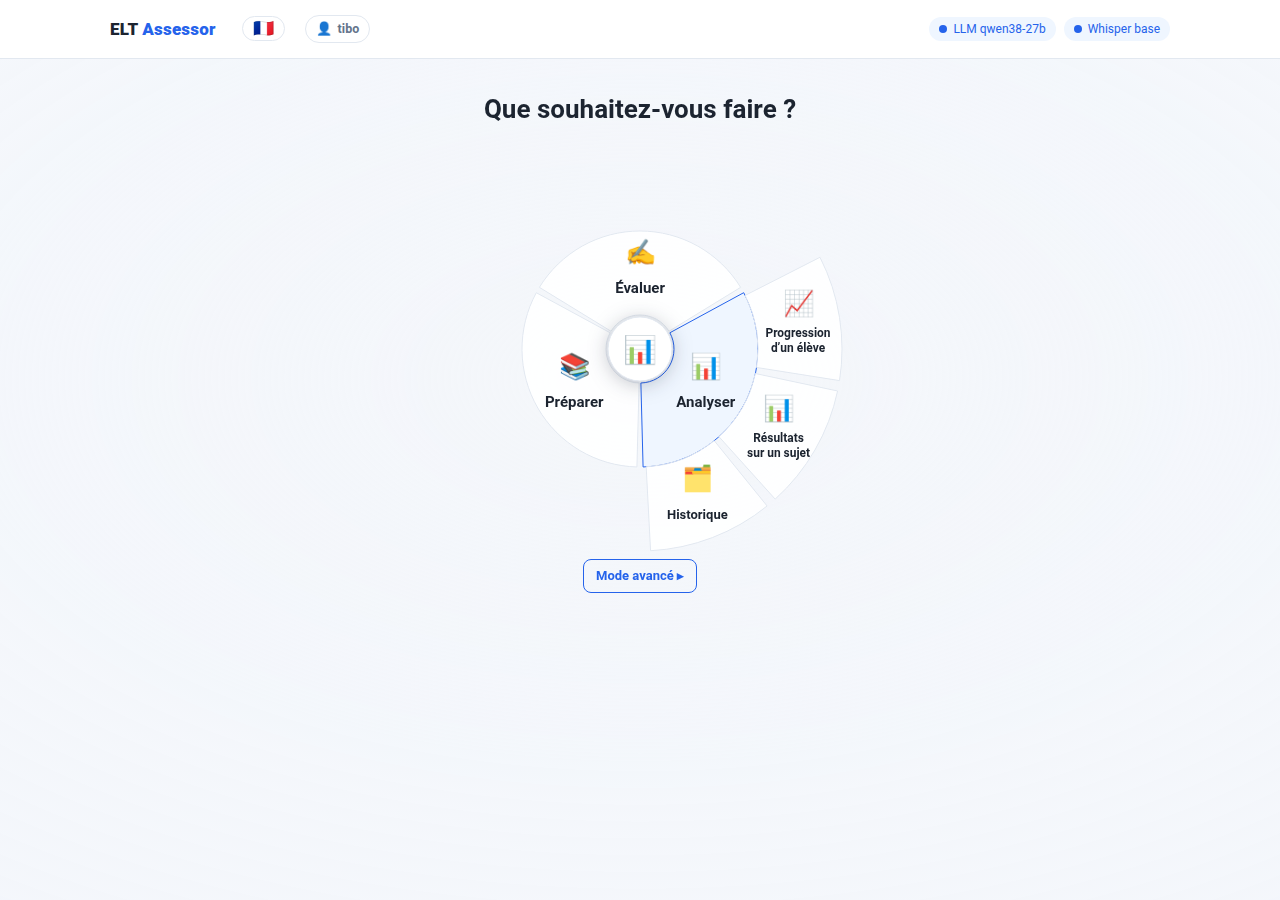 ELT Assessor
tibo
LLM qwen38-27b
Whisper base
Que souhaitez-vous faire ?
Évaluer
Préparer
Analyser
Progression
d'un élève
Résultats
sur un sujet
Historique
Mode avancé ▸